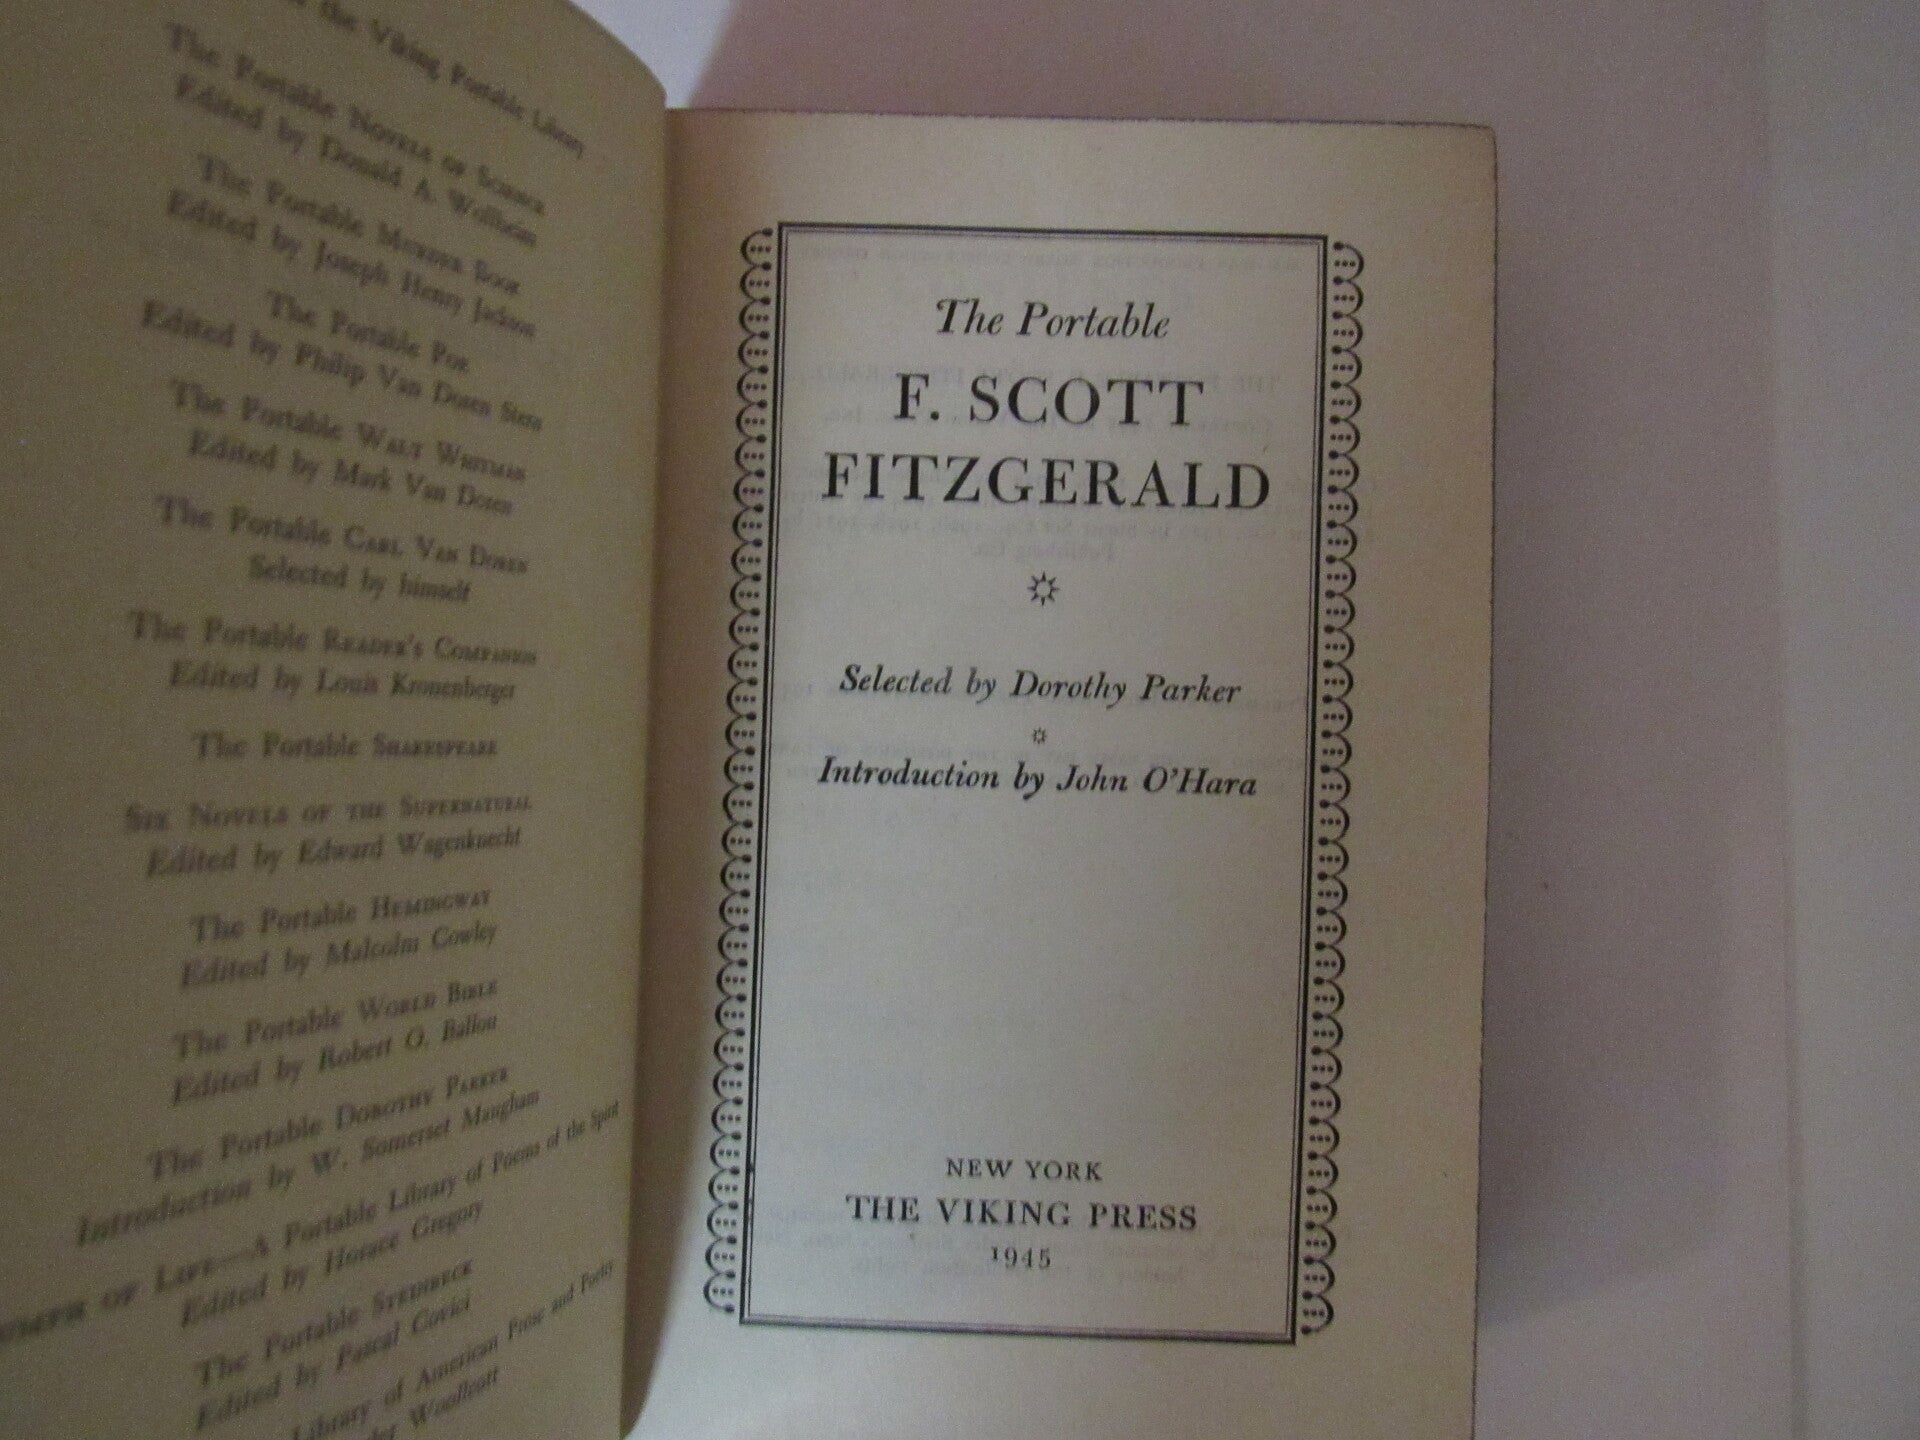 the Viking Portable Library
The Portable NOVELS OF SCIENCE
Edited by Donald A. Wollheim
The Portable MURDER BOOK
Edited by Joseph Henry Jackson
The Portable POE
Edited by Philip Van Doren Stern
The Portable WALT WHITMAN
Edited by Mark Van Doren
The Portable CARL VAN DOREN
Selected by himself
The Portable READER'S COMPANION
Edited by Louis Kronenberger
The Portable SHAKESPEARE
SIX NOVELS OF THE SUPERNATURAL
Edited by Edward Wagenknecht
The Portable HEMINGWAY
Edited by Malcolm Cowley
The Portable WORLD BIBLE
Edited by Robert O. Ballou
The Portable DOROTHY PARKER
Introduction by W. Somerset Maugham
OF LIFE—A Portable Library of Poems of the Spirit
Edited by Horace Gregory
The Portable STEINBECK
Edited by Pascal Covici
Library of American Prose and Poetry
Woollcott
The Portable
F. SCOTT
FITZGERALD
Selected by Dorothy Parker
Introduction by John O'Hara
NEW YORK
THE VIKING PRESS
1945